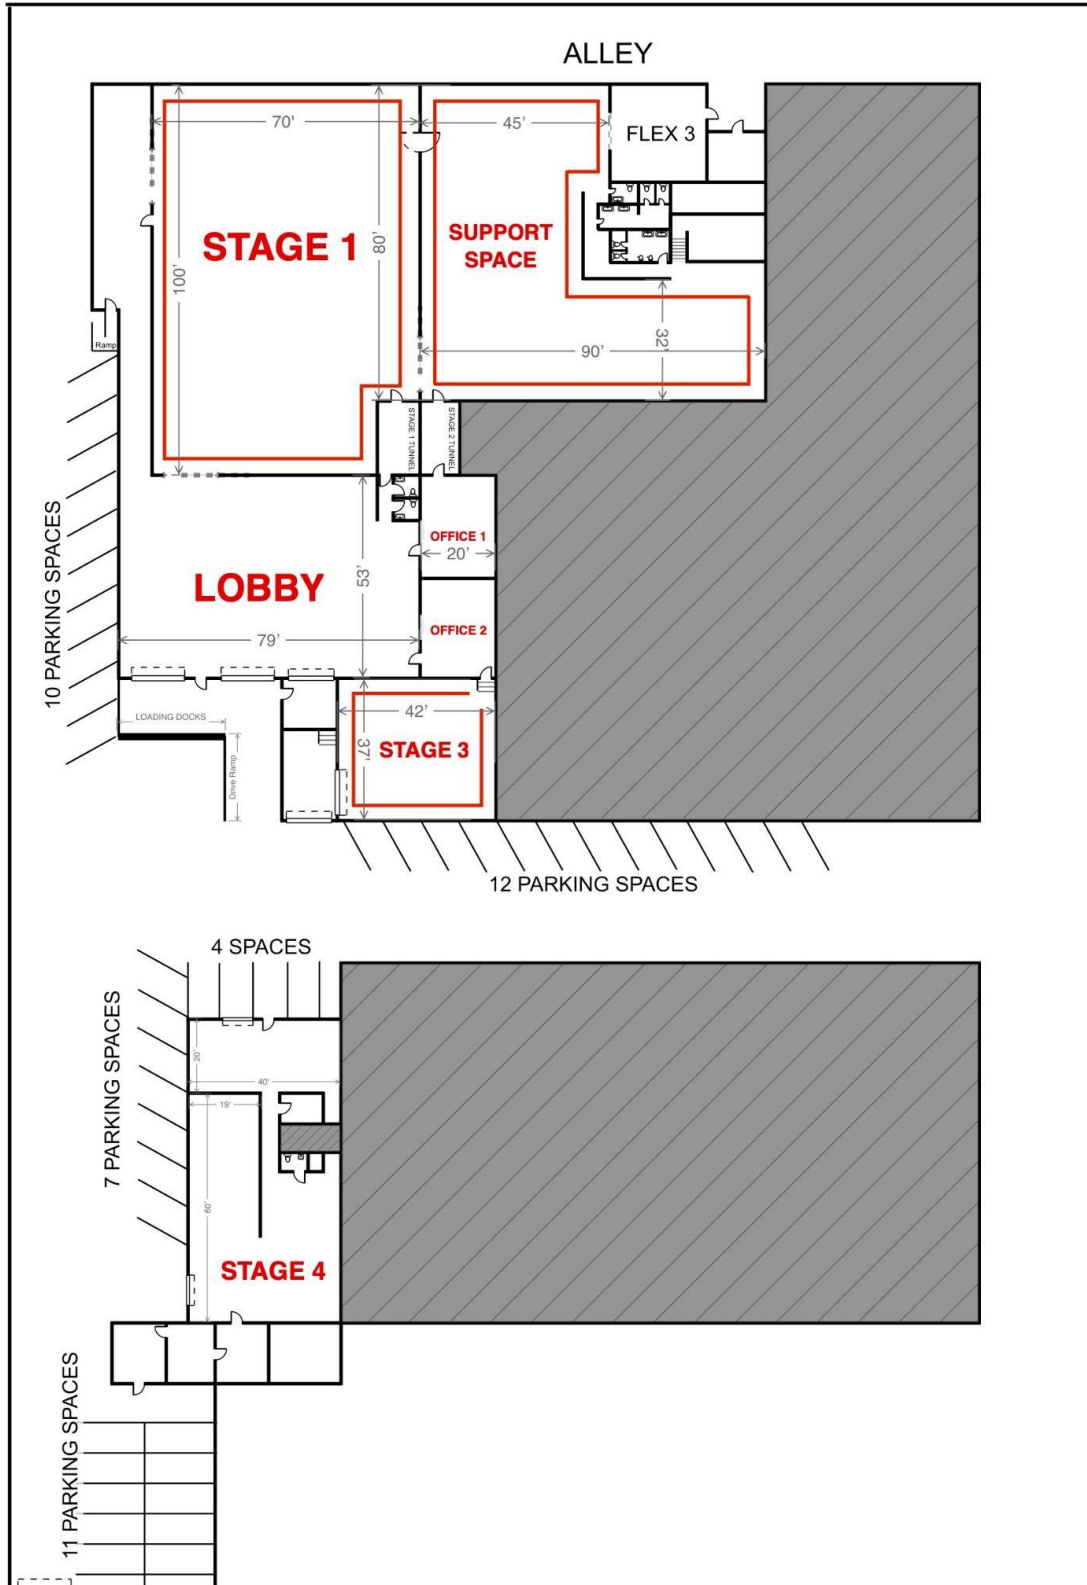 ALLEY
70'
45'
FLEX 3
STAGE 1
80'
100'
SUPPORT
SPACE
32'
90'
Ramp
STAGE 1 TUNNEL
STAGE 2 TUNNEL
10 PARKING SPACES
OFFICE 1
20'
LOBBY
53'
OFFICE 2
79'
LOADING DOCKS
Drive Ramp
42'
37'
STAGE 3
12 PARKING SPACES
4 SPACES
7 PARKING SPACES
20'
40'
19'
60'
STAGE 4
11 PARKING SPACES